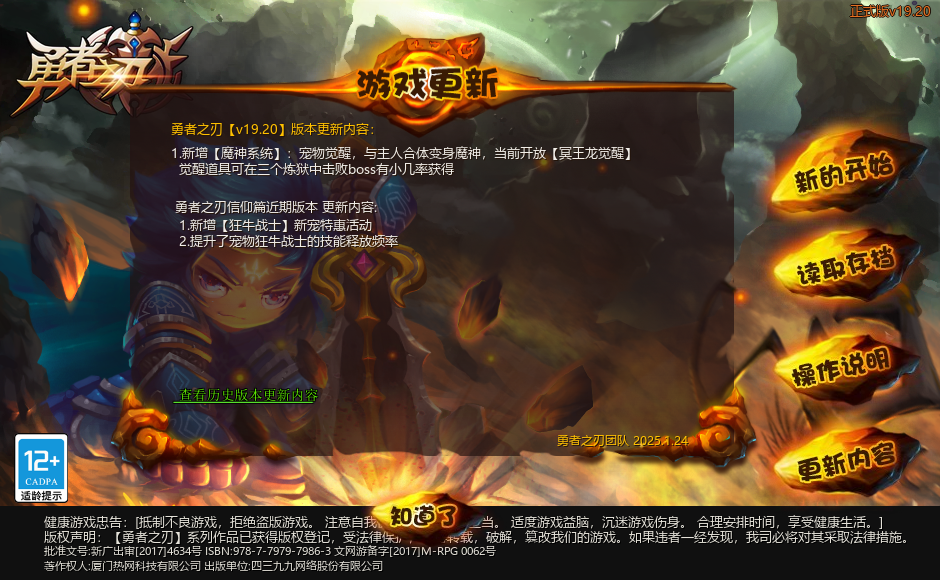 正式版v19.20
勇者之刃
游戏更新
勇者之刃【v19.20】版本更新内容：
1.新增【魔神系统】：宠物觉醒，与主人合体变身魔神，当前开放【冥王龙觉醒】
觉醒道具可在三个炼狱中击败boss有小几率获得
勇者之刃信仰篇近期版本 更新内容:
1.新增【狂牛战士】新宠特惠活动
2.提升了宠物狂牛战士的技能释放频率
查看历史版本更新内容
勇者之刃团队 2025.1.24
新的开始
读取存档
操作说明
更新内容
知道了
12+
CADPA
适龄提示
健康游戏忠告：[抵制不良游戏，拒绝盗版游戏。 注意自我 当。 适度游戏益脑，沉迷游戏伤身。 合理安排时间，享受健康生活。]
版权声明：【勇者之刃】系列作品已获得版权登记，受法律保护， 转载，破解，篡改我们的游戏。如果违者一经发现，我司必将对其采取法律措施。
批准文号:新广出审[2017]4634号 ISBN:978-7-7979-7986-3 文网游备字[2017]M-RPG 0062号
著作权人:厦门热网科技有限公司 出版单位:四三九九网络股份有限公司